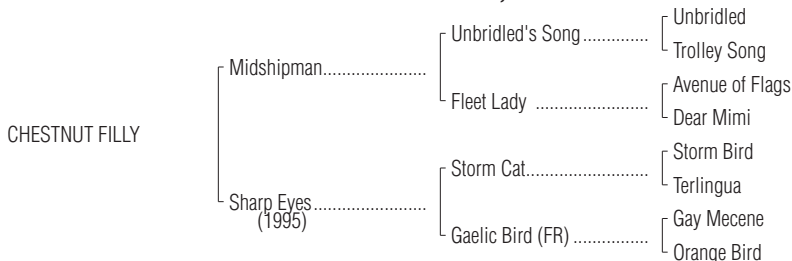 Unbridled
Unbridled's Song..............
Trolley Song
Midshipman......................
Avenue of Flags
Fleet Lady ........................
Dear Mimi
CHESTNUT FILLY
Storm Bird
Storm Cat..........................
Terlingua
Sharp Eyes........................
(1995)
Gay Mecene
Gaelic Bird (FR) ................
Orange Bird